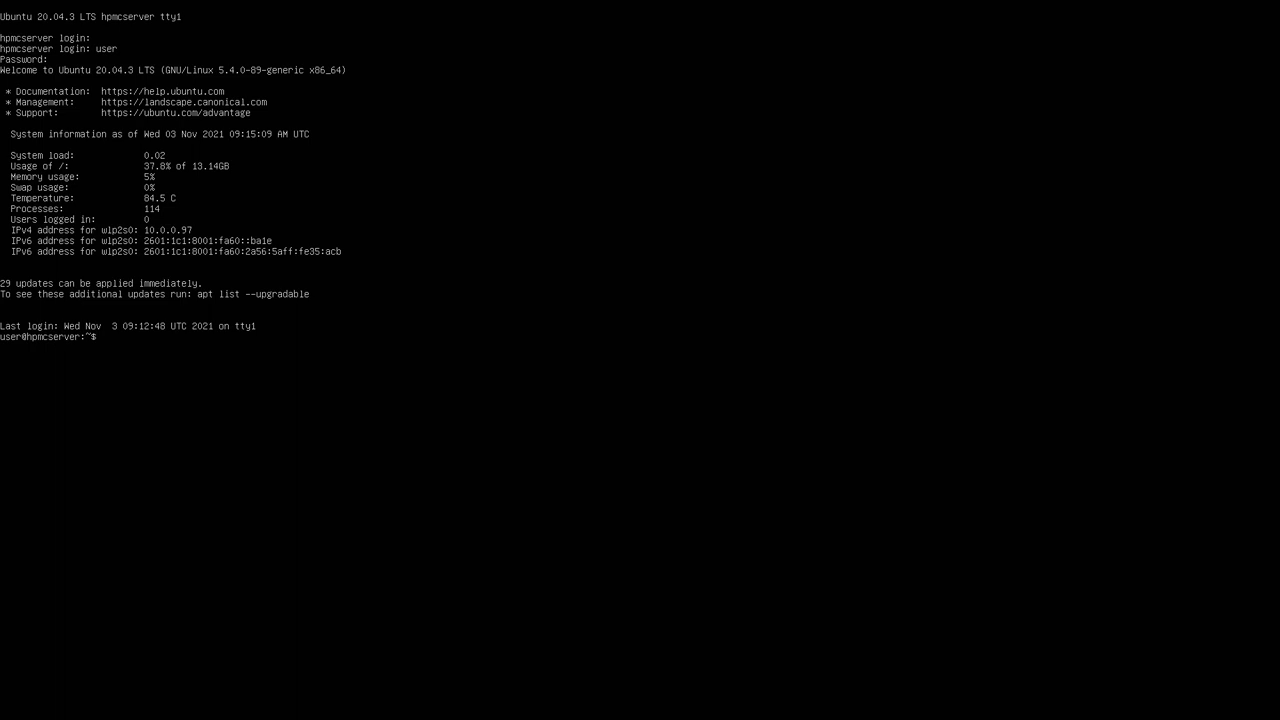 Ubuntu 20.04.3 LTS hpmcserver tty1
hpmcserver login:
hpmcserver login: user
Password:
Welcome to Ubuntu 20.04.3 LTS (GNU/Linux 5.4.0-89-generic x86_64)
* Documentation:  https://help.ubuntu.com
* Management:     https://landscape.canonical.com
* Support:        https://ubuntu.com/advantage
System information as of Wed 03 Nov 2021 09:15:09 AM UTC
System load:             0.02
Usage of /:              37.8% of 13.14GB
Memory usage:            5%
Swap usage:              0%
Temperature:             84.5 C
Processes:               114
Users logged in:         0
IPv4 address for wlp2s0: 10.0.0.97
IPv6 address for wlp2s0: 2601:1c1:8001:fa60::ba1e
IPv6 address for wlp2s0: 2601:1c1:8001:fa60:2a56:5aff:fe35:acb
29 updates can be applied immediately.
To see these additional updates run: apt list --upgradable
Last login: Wed Nov  3 09:12:48 UTC 2021 on tty1
user@hpmcserver:~$